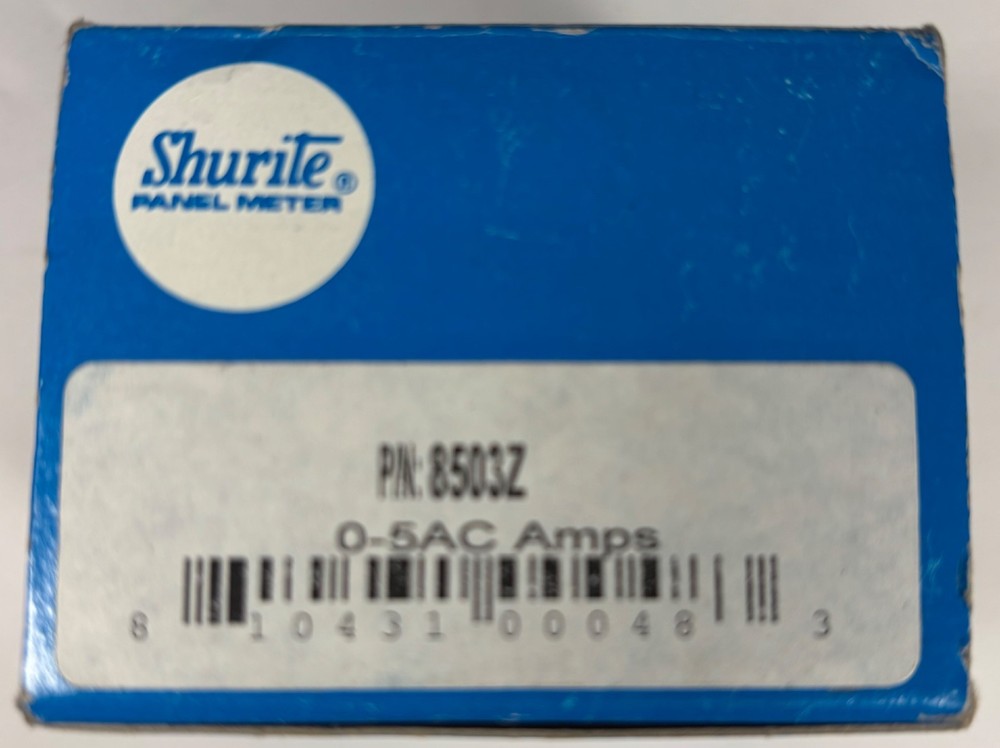 Shurite®
PANEL METER
P/N: 8503Z
0-5AC Amps
8 10431 00048 3